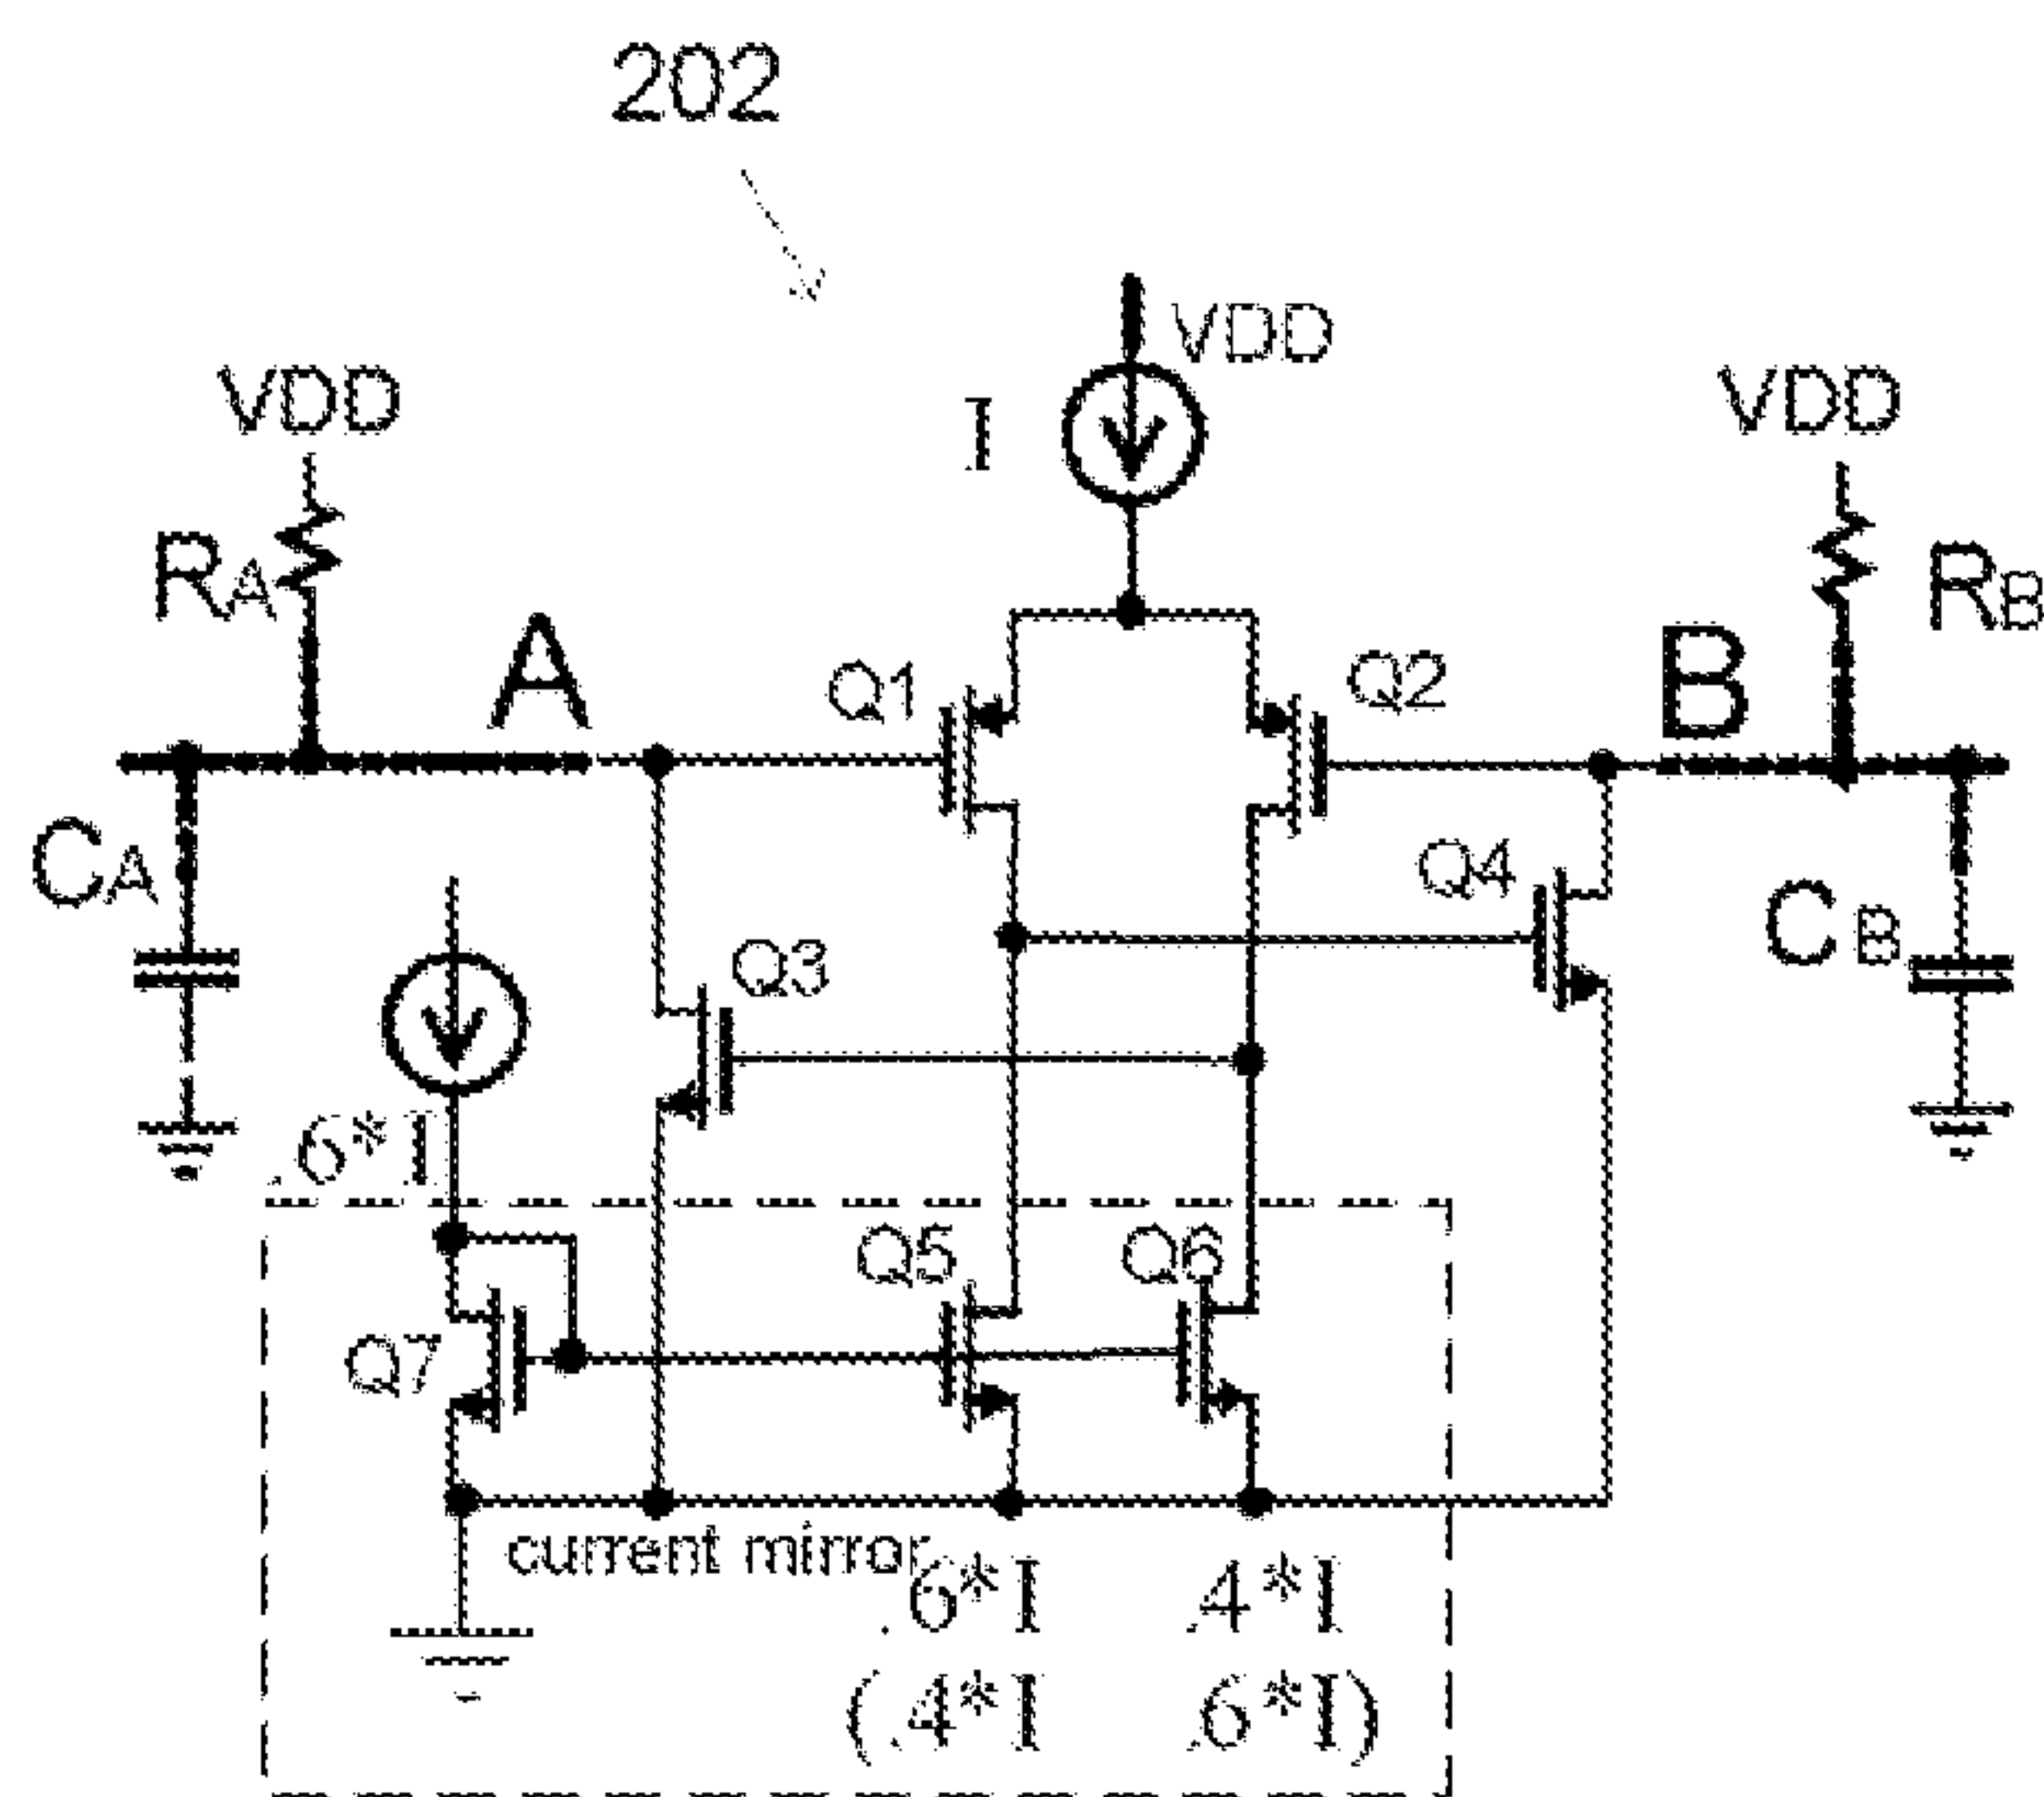 202
VDD
I
VDD
VDD
RA
RB
A
Q1
Q2
B
CA
Q3
Q4
CB
.6*I
Q5
Q6
Q7
current mirror
.6*I .4*I
(.4*I .6*I)